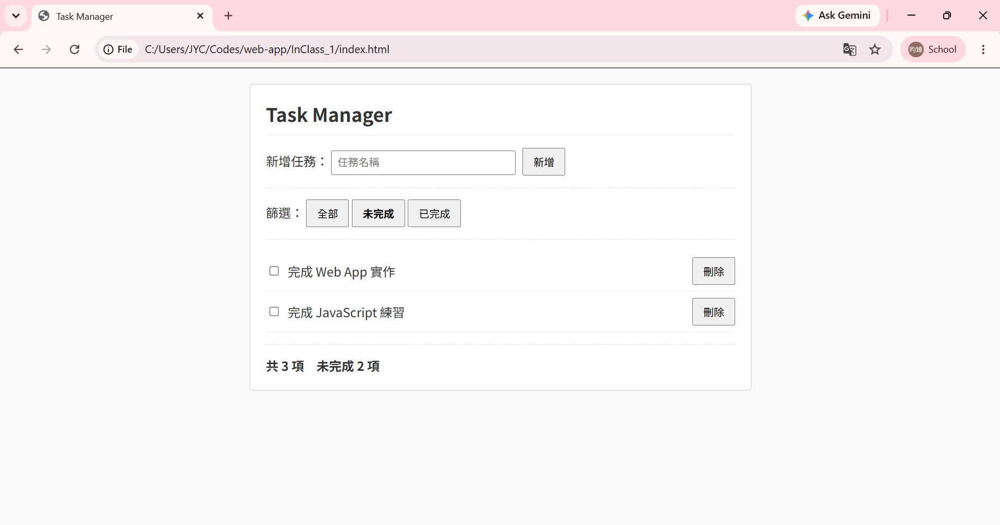 Task Manager
Ask Gemini
File C:/Users/JYC/Codes/web-app/InClass_1/index.html
昀臻 School
Task Manager
新增任務： 任務名稱 新增
篩選： 全部 未完成 已完成
完成 Web App 實作 刪除
完成 JavaScript 練習 刪除
共 3 項 未完成 2 項